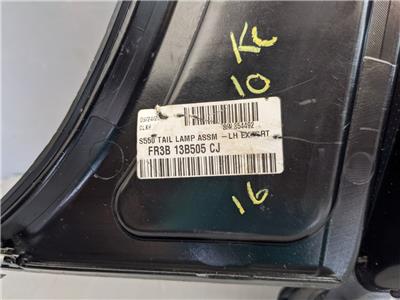 KC
10
S550 TAIL LAMP ASSM - LH EXPORT
FR3B 13B505 CJ
16